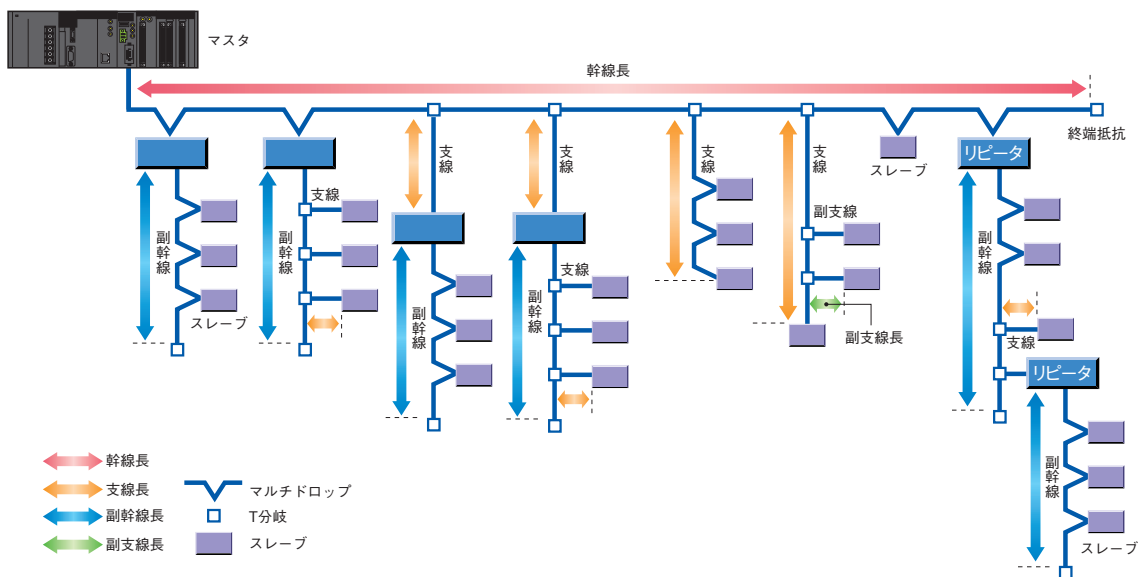 マスタ
幹線長
終端抵抗
支線
支線
支線
支線
スレーブ
リピータ
副幹線
スレーブ
副幹線
支線
副幹線
副幹線
支線
副支線
副支線長
副幹線
支線
リピータ
副幹線
スレーブ
幹線長
支線長
副幹線長
副支線長
マルチドロップ
T分岐
スレーブ